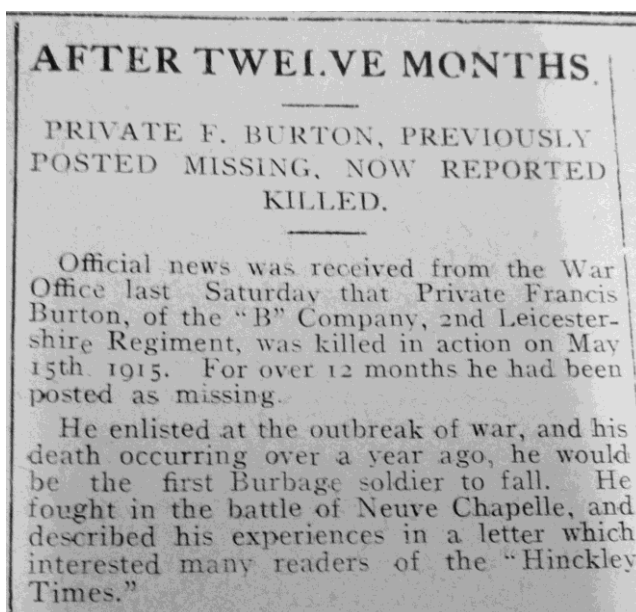 AFTER TWELVE MONTHS.
PRIVATE F. BURTON, PREVIOUSLY
POSTED MISSING, NOW REPORTED
KILLED.
Official news was received from the War
Office last Saturday that Private Francis
Burton, of the "B" Company, 2nd Leicester-
shire Regiment, was killed in action on May
15th 1915. For over 12 months he had been
posted as missing.
He enlisted at the outbreak of war, and his
death occurring over a year ago, he would
be the first Burbage soldier to fall. He
fought in the battle of Neuve Chapelle, and
described his experiences in a letter which
interested many readers of the "Hinckley
Times."